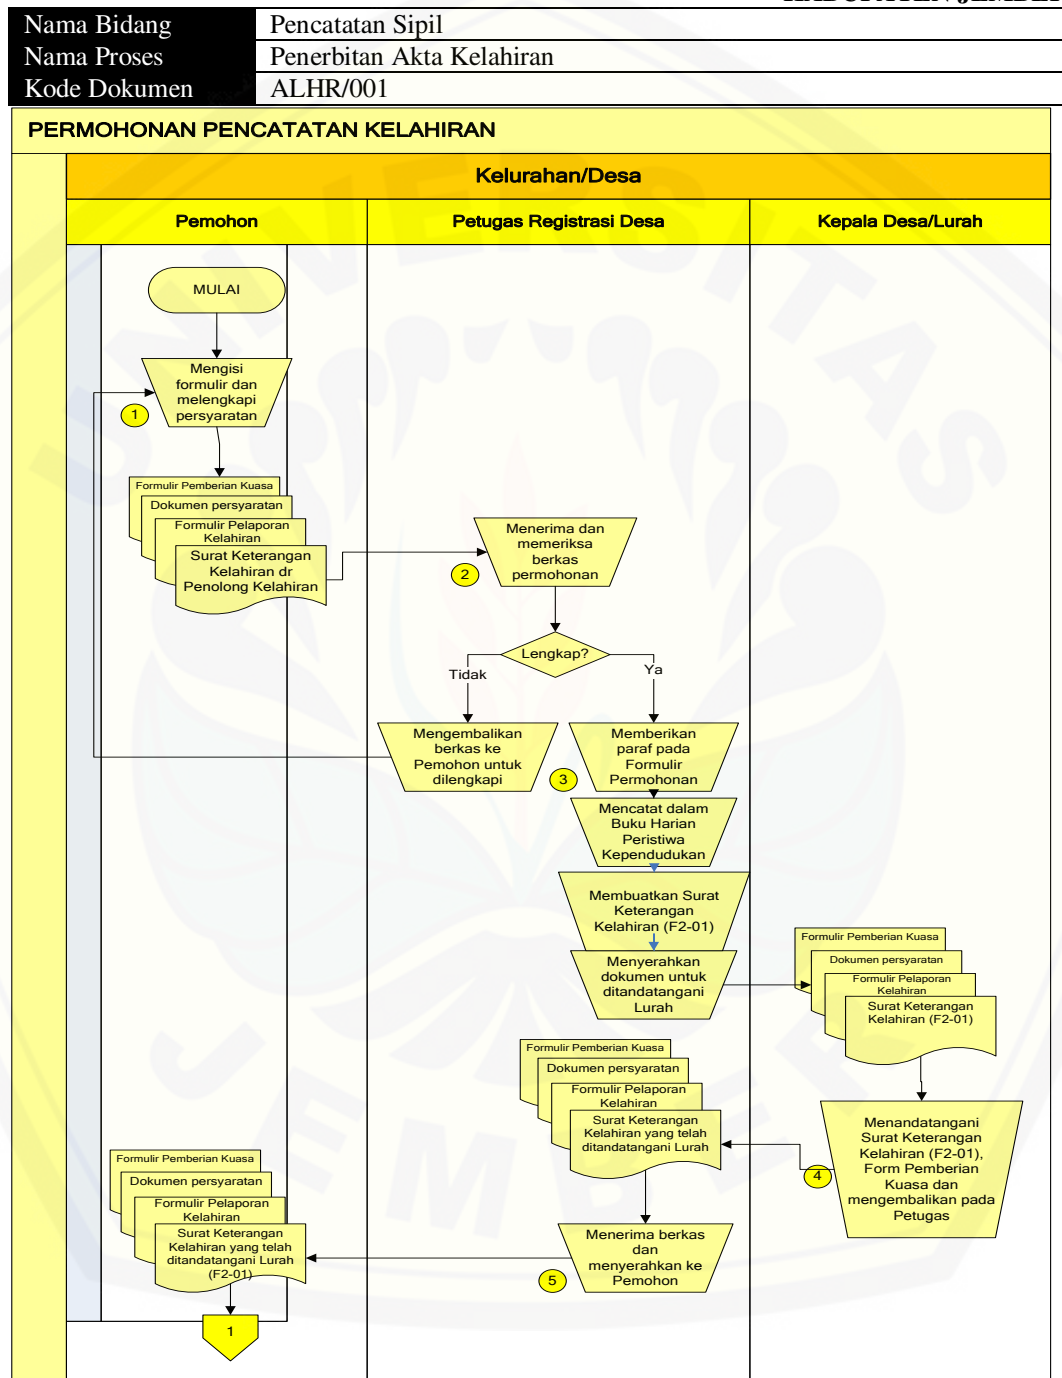 Nama Bidang Pencatatan Sipil
Nama Proses Penerbitan Akta Kelahiran
Kode Dokumen ALHR/001
PERMOHONAN PENCATATAN KELAHIRAN
Kelurahan/Desa
Pemohon Petugas Registrasi Desa Kepala Desa/Lurah
MULAI
Mengisi
formulir dan
melengkapi
persyaratan
1
Formulir Pemberian Kuasa
Dokumen persyaratan
Formulir Pelaporan
Kelahiran
Surat Keterangan
Kelahiran dr
Penolong Kelahiran
Menerima dan
memeriksa
berkas
permohonan
2
Lengkap?
Tidak
Ya
Mengembalikan
berkas ke
Pemohon untuk
dilengkapi
Memberikan
paraf pada
Formulir
Permohonan
3
Mencatat dalam
Buku Harian
Peristiwa
Kependudukan
Membuatkan Surat
Keterangan
Kelahiran (F2-01)
Menyerahkan
dokumen untuk
ditandatangani
Lurah
Formulir Pemberian Kuasa
Dokumen persyaratan
Formulir Pelaporan
Kelahiran
Surat Keterangan
Kelahiran (F2-01)
Menandatangani
Surat Keterangan
Kelahiran (F2-01),
Form Pemberian
Kuasa dan
mengembalikan pada
Petugas
4
Formulir Pemberian Kuasa
Dokumen persyaratan
Formulir Pelaporan
Kelahiran
Surat Keterangan
Kelahiran yang telah
ditandatangani Lurah
Menerima berkas
dan
menyerahkan ke
Pemohon
5
Formulir Pemberian Kuasa
Dokumen persyaratan
Formulir Pelaporan
Kelahiran
Surat Keterangan
Kelahiran yang telah
ditandatangani Lurah
(F2-01)
1
UNIVERSITAS
JEMBER